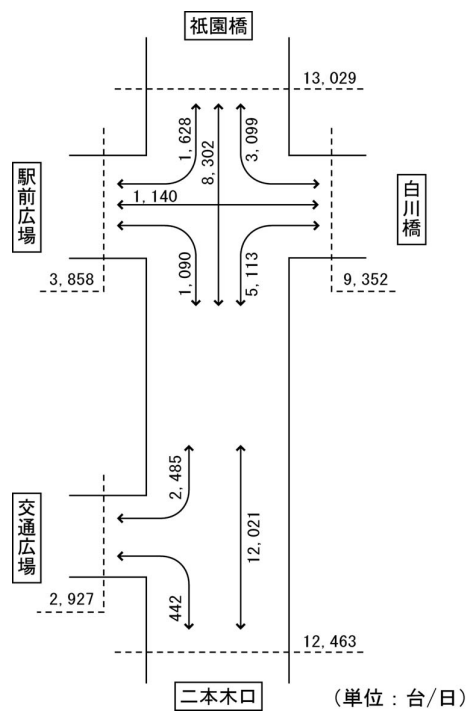 祇園橋
13,029
1,628
8,302
3,099
駅前広場
1,140
白川橋
1,090
5,113
3,858
9,352
2,485
交通広場
12,021
2,927
442
12,463
二本木口
(単位：台/日)